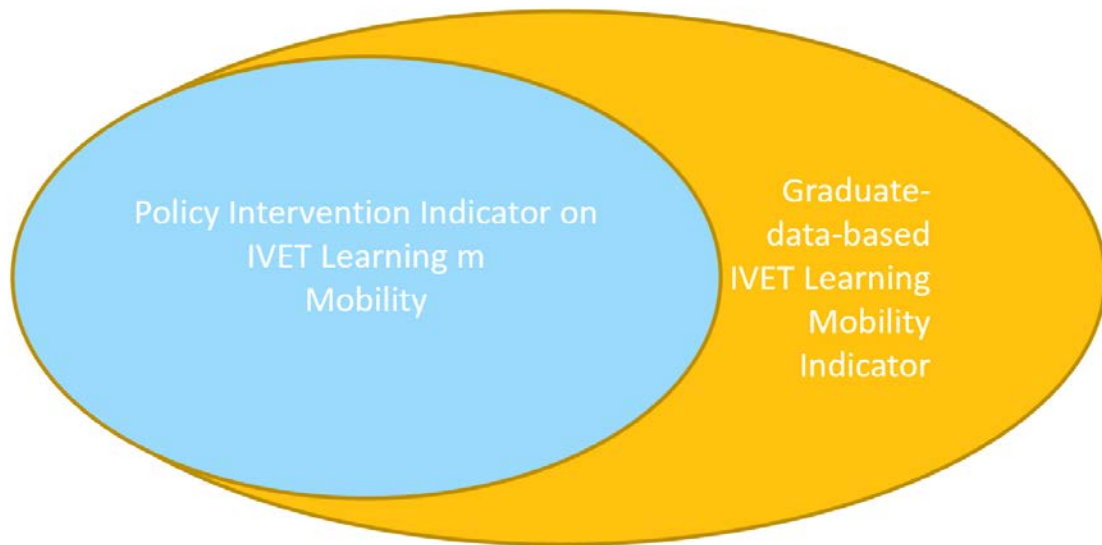 Policy Intervention Indicator on
IVET Learning m
Mobility
Graduate-
data-based
IVET Learning
Mobility
Indicator